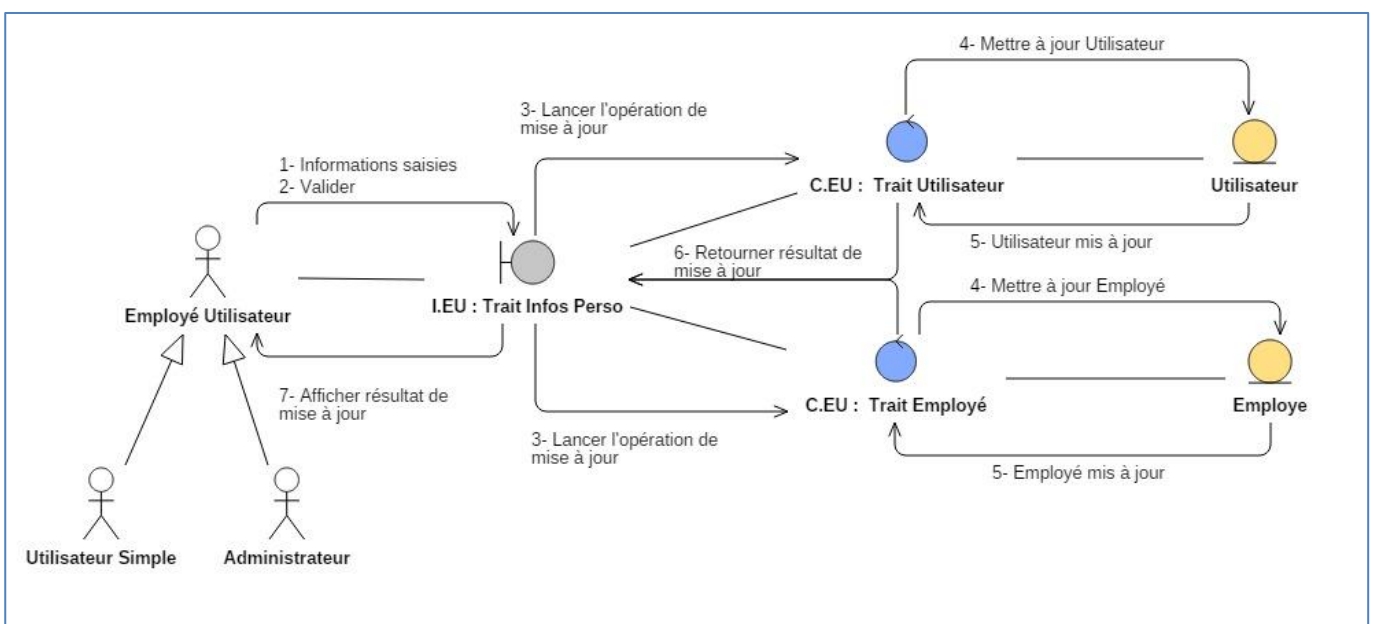 4- Mettre à jour Utilisateur
3- Lancer l'opération de
mise à jour
1- Informations saisies
2- Valider
C.EU :  Trait Utilisateur
Utilisateur
5- Utilisateur mis à jour
6- Retourner résultat de
mise à jour
4- Mettre à jour Employé
I.EU : Trait Infos Perso
Employé Utilisateur
7- Afficher résultat de
mise à jour
C.EU :  Trait Employé
Employe
3- Lancer l'opération de
mise à jour
5- Employé mis à jour
Utilisateur Simple
Administrateur